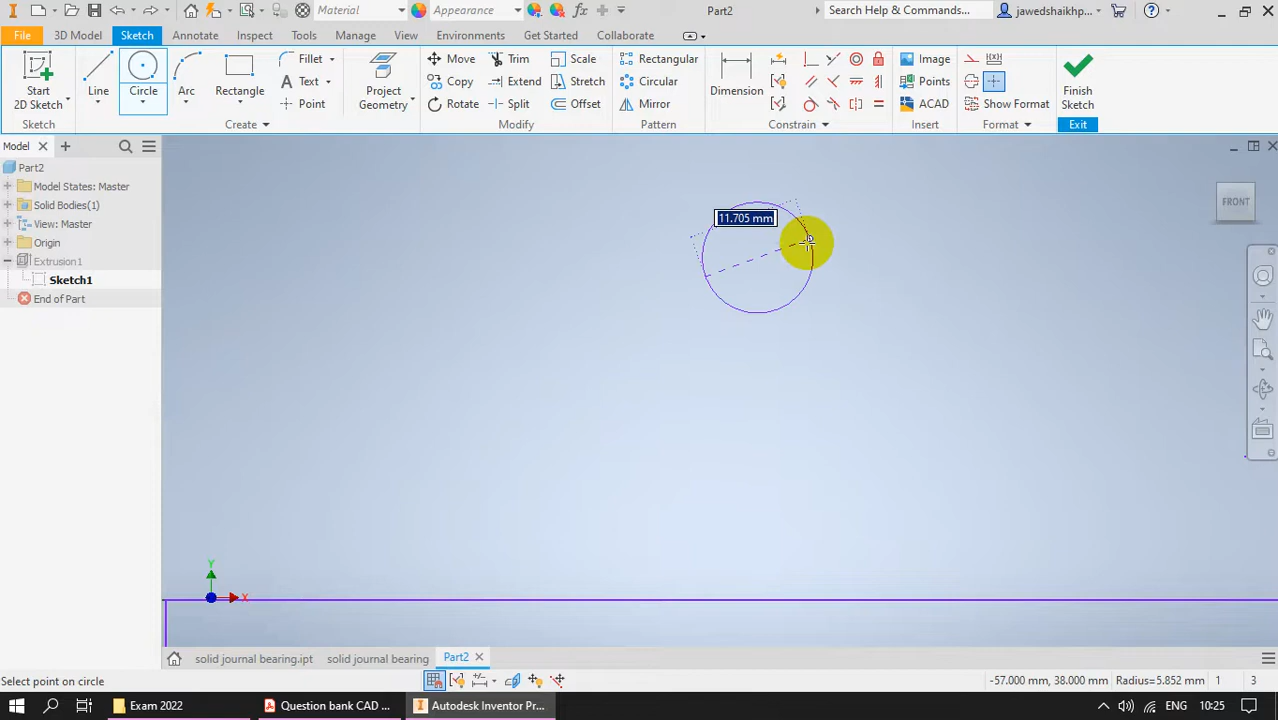 Material Appearance Part2 Search Help & Commands... jawedshaikhp...
File 3D Model Sketch Annotate Inspect Tools Manage View Environments Get Started Collaborate
Start
2D Sketch
Line
Circle
Arc
Rectangle
Fillet
Text
Point
Project
Geometry
Move Trim Scale
Copy Extend Stretch
Rotate Split Offset
Rectangular
Circular
Mirror
Dimension
Image
Points
ACAD
Show Format
Finish
Sketch
Sketch Create Modify Pattern Constrain Insert Format Exit
Model
Part2
Model States: Master
Solid Bodies(1)
View: Master
Origin
Extrusion1
Sketch1
End of Part
11.705 mm
FRONT
Y
X
solid journal bearing.ipt solid journal bearing Part2
Select point on circle -57.000 mm, 38.000 mm Radius=5.852 mm 1 3
Exam 2022 Question bank CAD ... Autodesk Inventor Pr... ENG 10:25